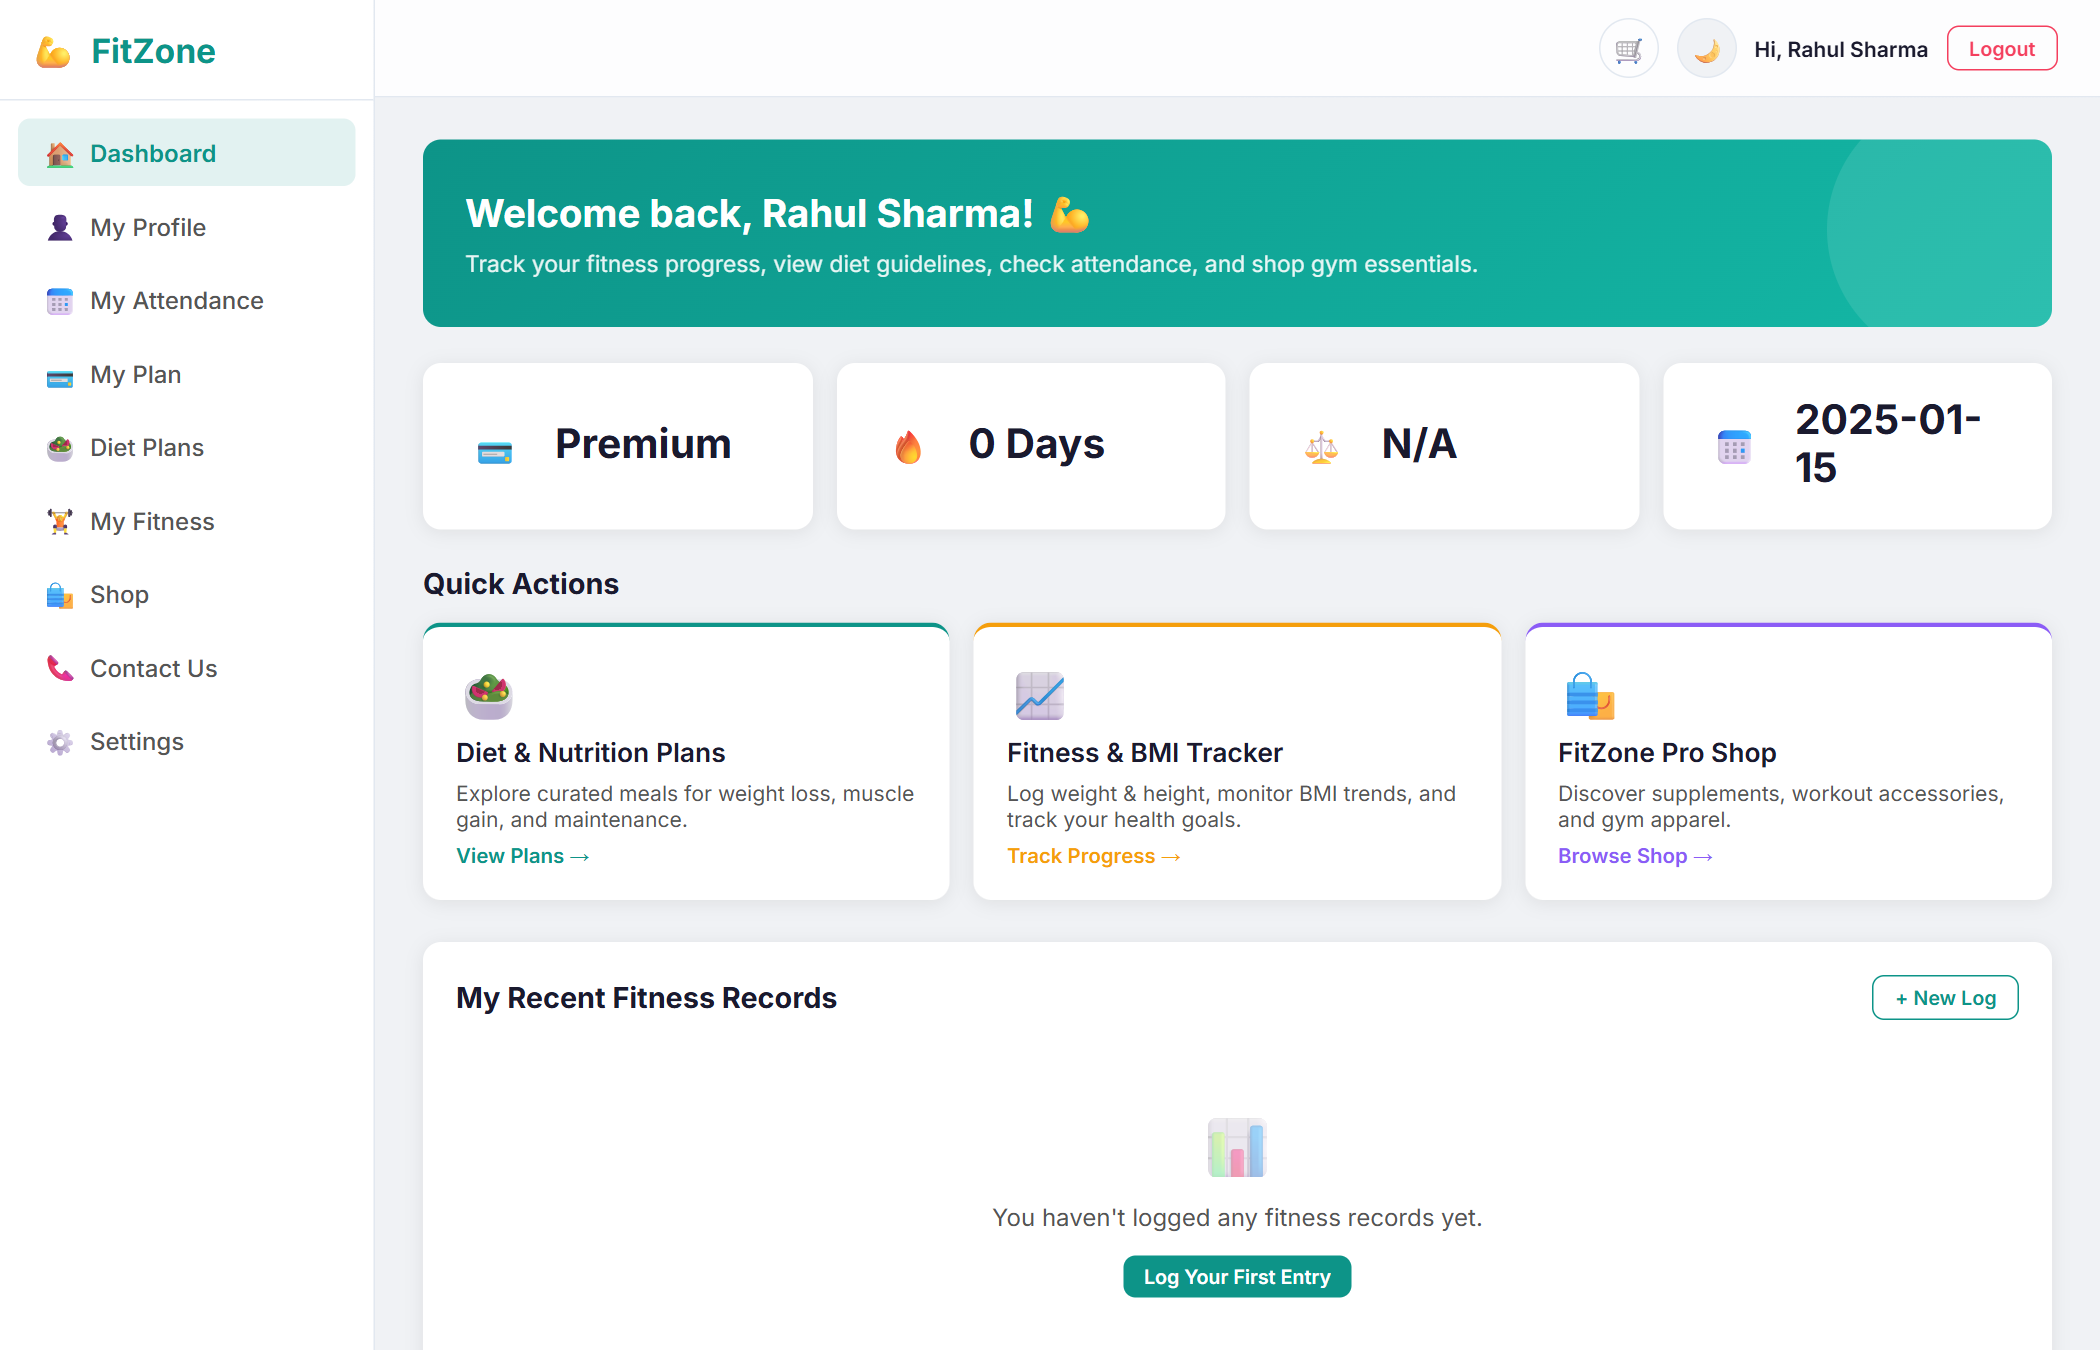 FitZone
Hi, Rahul Sharma
Logout
Dashboard
My Profile
My Attendance
My Plan
Diet Plans
My Fitness
Shop
Contact Us
Settings
Welcome back, Rahul Sharma!
Track your fitness progress, view diet guidelines, check attendance, and shop gym essentials.
Premium
0 Days
N/A
2025-01-
15
Quick Actions
Diet & Nutrition Plans
Explore curated meals for weight loss, muscle
gain, and maintenance.
View Plans →
Fitness & BMI Tracker
Log weight & height, monitor BMI trends, and
track your health goals.
Track Progress →
FitZone Pro Shop
Discover supplements, workout accessories,
and gym apparel.
Browse Shop →
My Recent Fitness Records
+ New Log
You haven't logged any fitness records yet.
Log Your First Entry